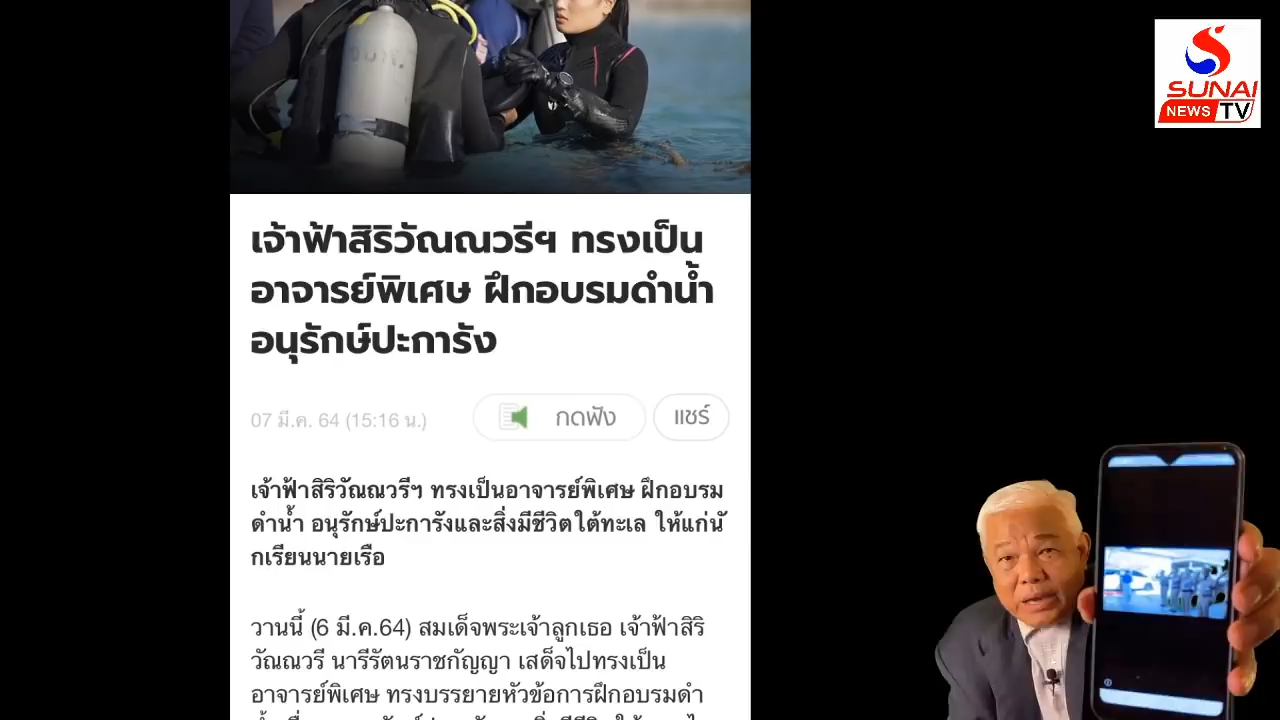 SUNAI
NEWS TV
เจ้าฟ้าสิริวัณณวรีฯ ทรงเป็น
อาจารย์พิเศษ ฝึกอบรมดำน้ำ
อนุรักษ์ปะการัง
07 มี.ค. 64 (15:16 น.)
กดฟัง
แชร์
เจ้าฟ้าสิริวัณณวรีฯ ทรงเป็นอาจารย์พิเศษ ฝึกอบรม
ดำน้ำ อนุรักษ์ปะการังและสิ่งมีชีวิตใต้ทะเล ให้แก่นั
กเรียนนายเรือ
วานนี้ (6 มี.ค.64) สมเด็จพระเจ้าลูกเธอ เจ้าฟ้าสิริ
วัณณวรี นารีรัตนราชกัญญา เสด็จไปทรงเป็น
อาจารย์พิเศษ ทรงบรรยายหัวข้อการฝึกอบรมดำ